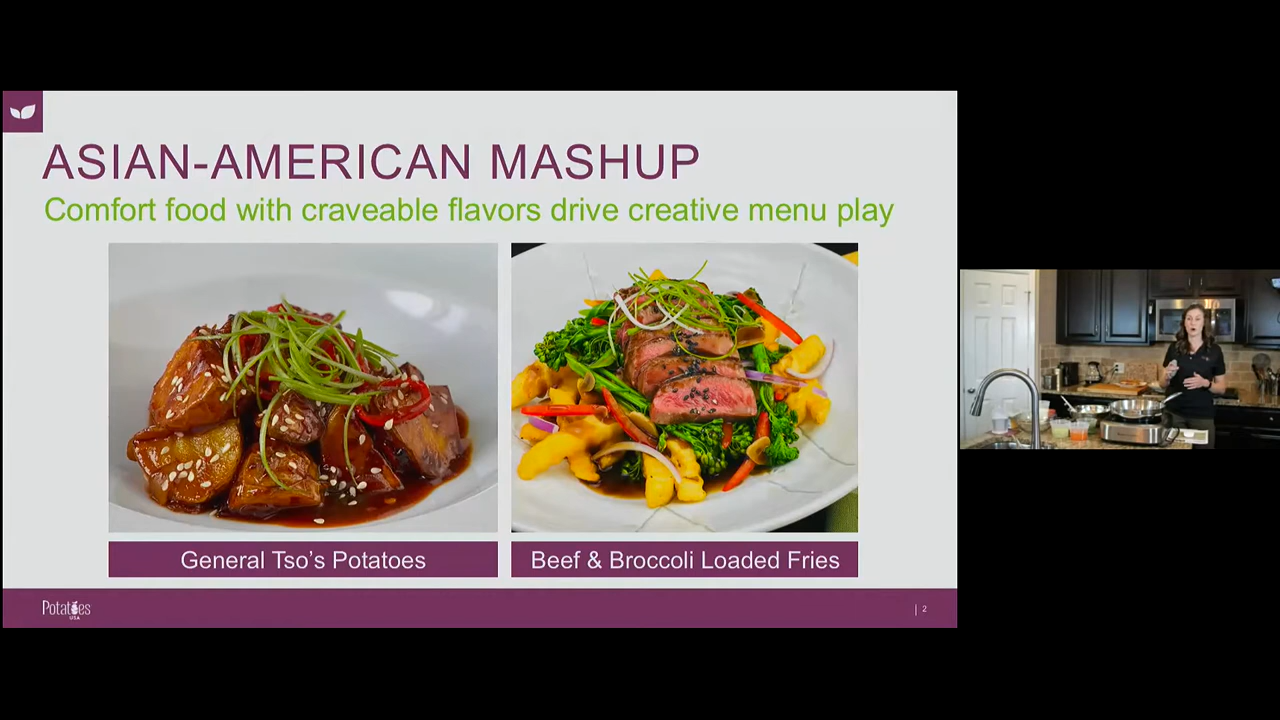 ASIAN-AMERICAN MASHUP
Comfort food with craveable flavors drive creative menu play
General Tso's Potatoes
Beef & Broccoli Loaded Fries
Potatoes
USA
| 2